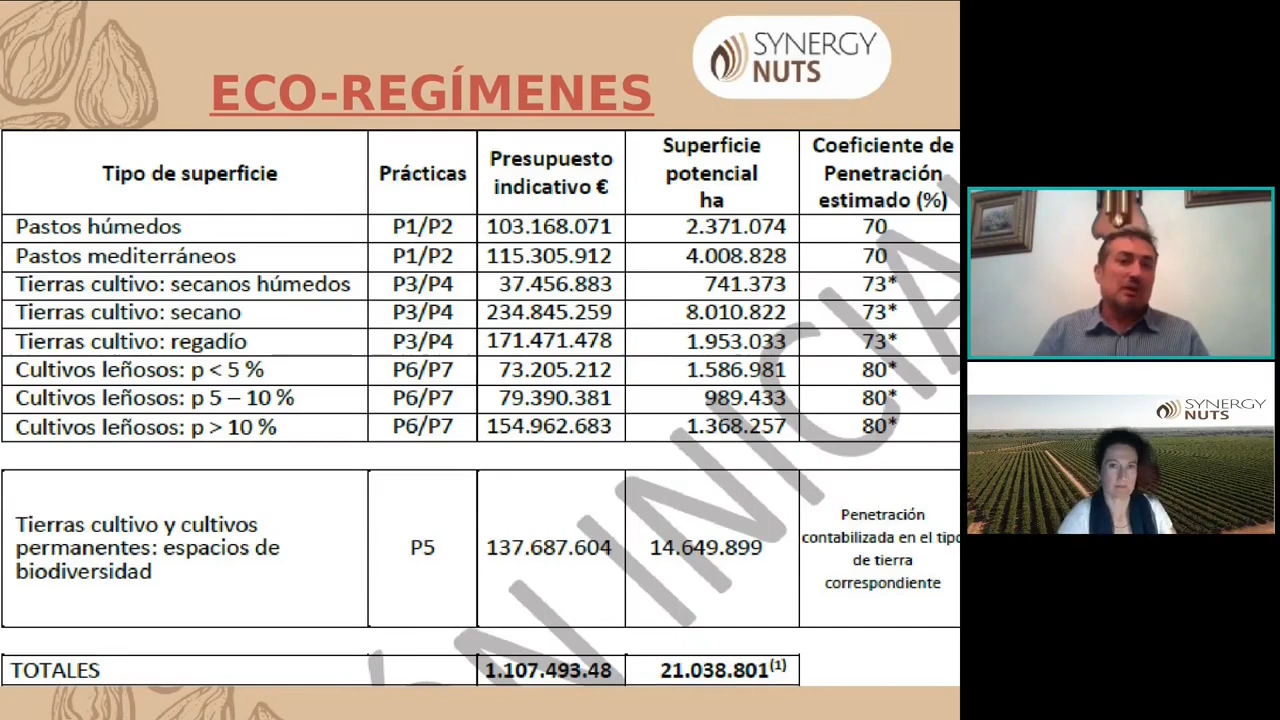 SYNERGY
NUTS
ECO-REGÍMENES
Tipo de superficie Prácticas Presupuesto indicativo € Superficie potencial ha Coeficiente de Penetración estimado (%)
Pastos húmedos P1/P2 103.168.071 2.371.074 70
Pastos mediterráneos P1/P2 115.305.912 4.008.828 70
Tierras cultivo: secanos húmedos P3/P4 37.456.883 741.373 73*
Tierras cultivo: secano P3/P4 234.845.259 8.010.822 73*
Tierras cultivo: regadío P3/P4 171.471.478 1.953.033 73*
Cultivos leñosos: p < 5 % P6/P7 73.205.212 1.586.981 80*
Cultivos leñosos: p 5 – 10 % P6/P7 79.390.381 989.433 80*
Cultivos leñosos: p > 10 % P6/P7 154.962.683 1.368.257 80*
Tierras cultivo y cultivos
permanentes: espacios de
biodiversidad
P5 137.687.604 14.649.899
Penetración
contabilizada en el tipo
de tierra
correspondiente
TOTALES 1.107.493.48 21.038.801(1)
ÓN INICIAL
SYNERGY
NUTS